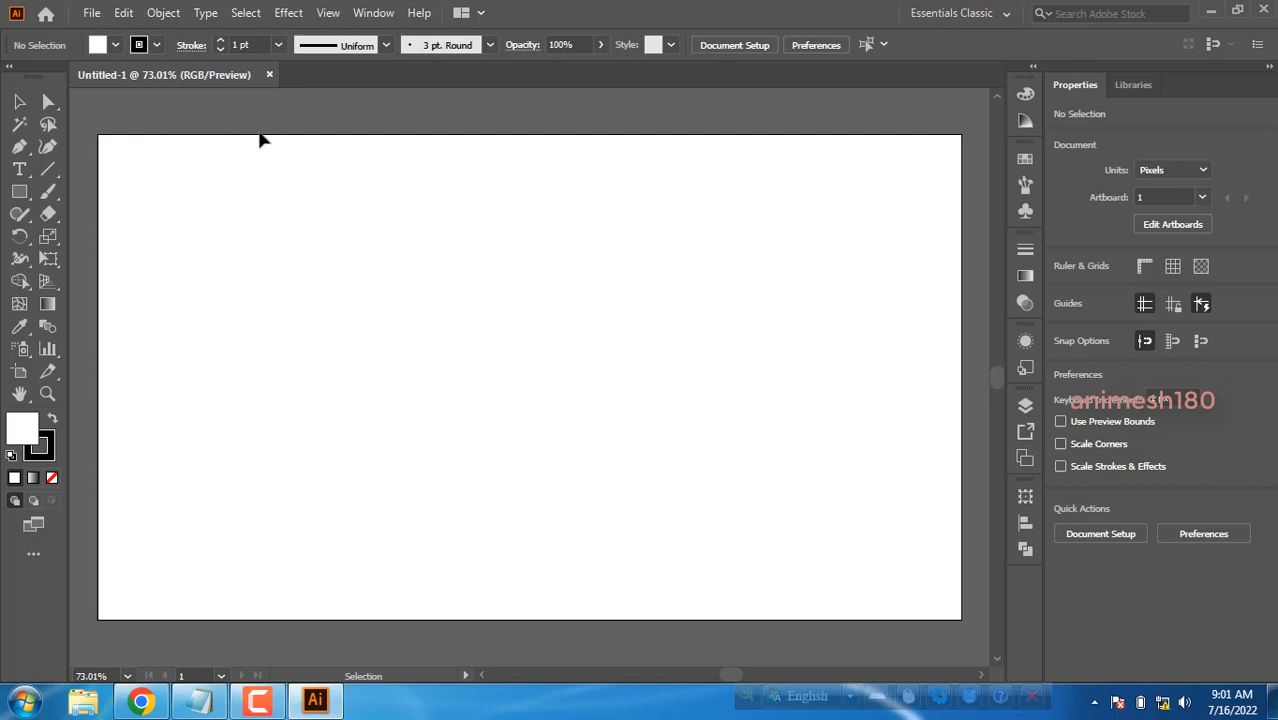 Ai File Edit Object Type Select Effect View Window Help Essentials Classic Search Adobe Stock
No Selection Stroke: 1 pt Uniform 3 pt. Round Opacity: 100% Style: Document Setup Preferences
Untitled-1 @ 73.01% (RGB/Preview) Properties Libraries
No Selection
Document
Units: Pixels
Artboard: 1
Edit Artboards
Ruler & Grids
Guides
Snap Options
Preferences
animesh180
Use Preview Bounds
Scale Corners
Scale Strokes & Effects
Quick Actions
Document Setup Preferences
73.01% 1 Selection
Ai English 9:01 AM
7/16/2022